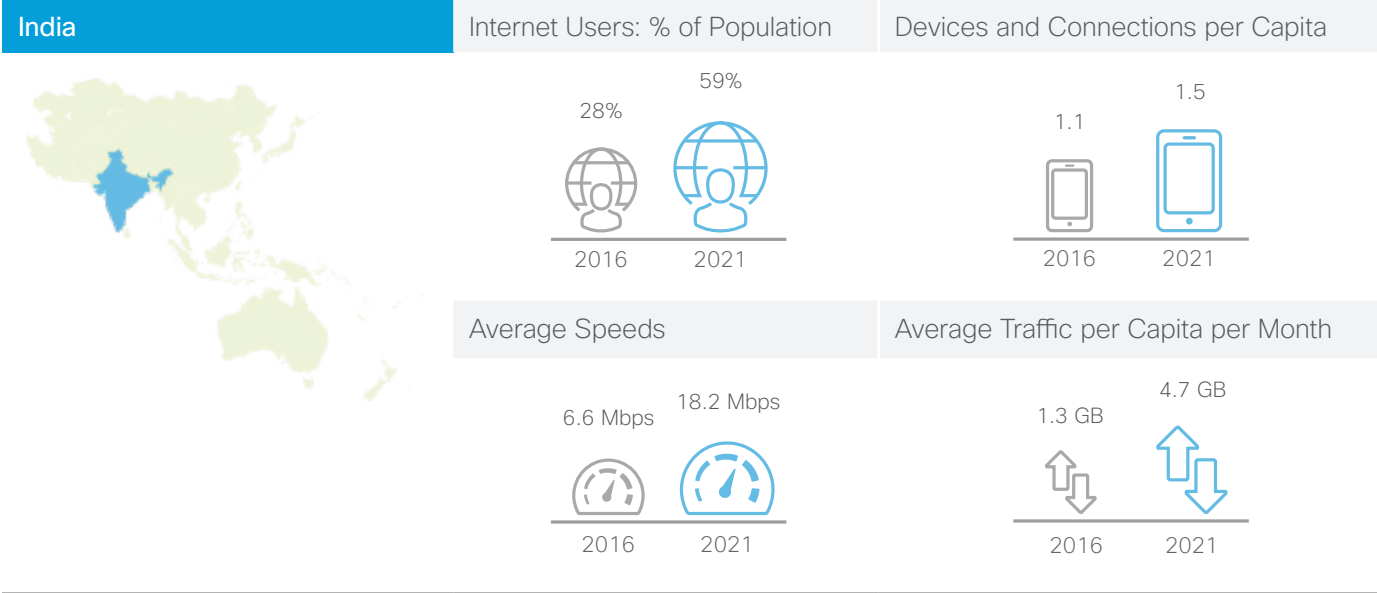 India
Internet Users: % of Population
Devices and Connections per Capita
28%
59%
2016
2021
1.1
1.5
2016
2021
Average Speeds
Average Traffic per Capita per Month
6.6 Mbps
18.2 Mbps
2016
2021
1.3 GB
4.7 GB
2016
2021